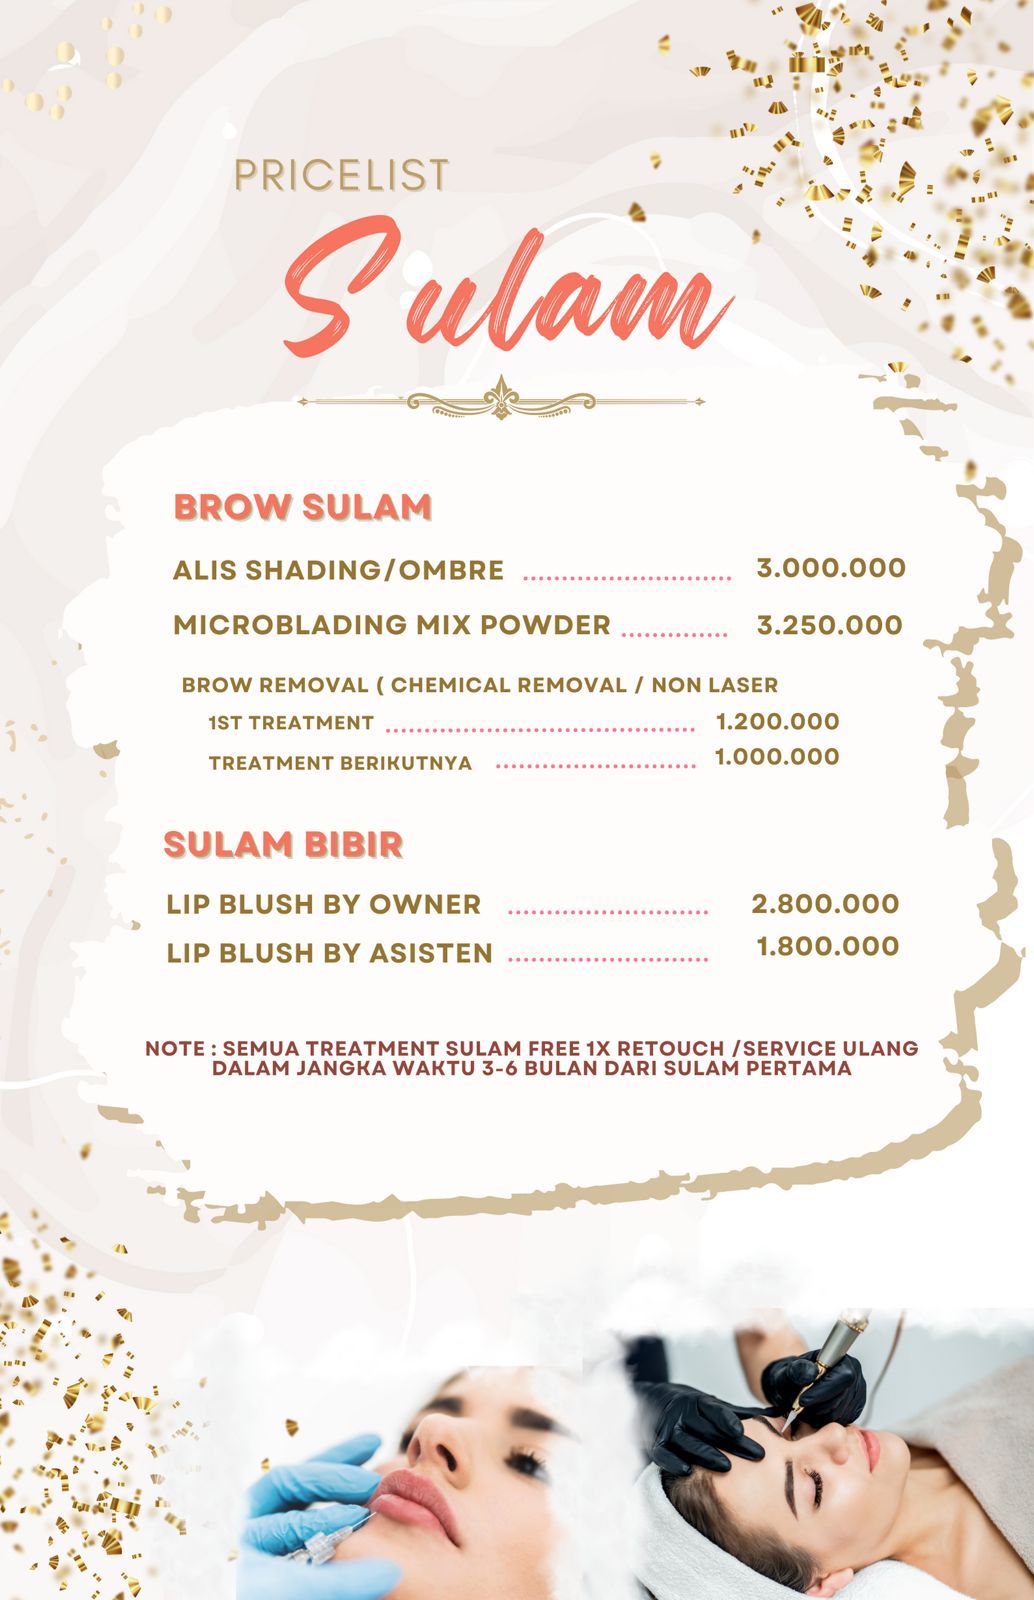 PRICELIST
Sulam
BROW SULAM
ALIS SHADING/OMBRE ........................... 3.000.000
MICROBLADING MIX POWDER .............. 3.250.000
BROW REMOVAL ( CHEMICAL REMOVAL / NON LASER
1ST TREATMENT ........................................ 1.200.000
TREATMENT BERIKUTNYA .......................... 1.000.000
SULAM BIBIR
LIP BLUSH BY OWNER .......................... 2.800.000
LIP BLUSH BY ASISTEN .......................... 1.800.000
NOTE : SEMUA TREATMENT SULAM FREE 1X RETOUCH /SERVICE ULANG
DALAM JANGKA WAKTU 3-6 BULAN DARI SULAM PERTAMA